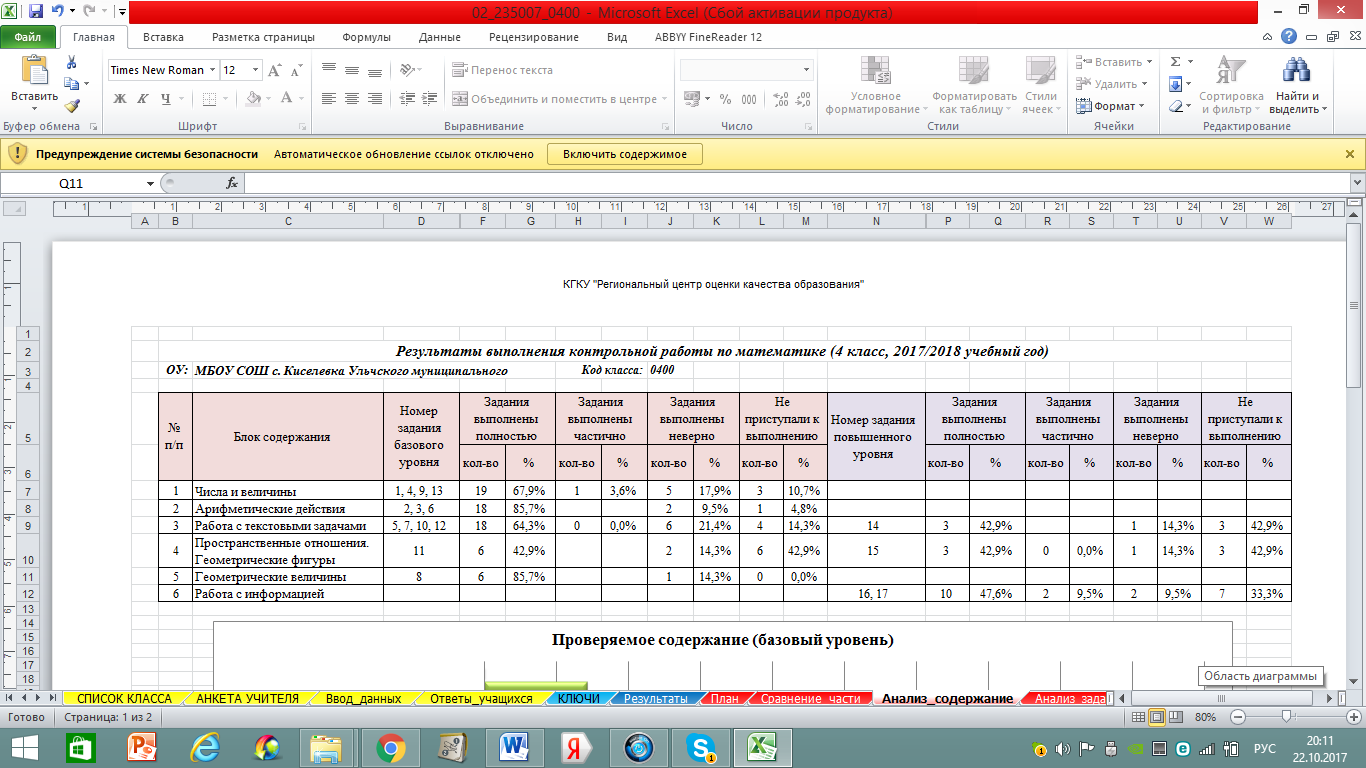 02_235007_0400 - Microsoft Excel (Сбой активации продукта)
Файл Главная Вставка Разметка страницы Формулы Данные Рецензирование Вид ABBYY FineReader 12
Вставить
Буфер обмена
Times New Roman 12
Ж К Ч
Шрифт
Перенос текста
Объединить и поместить в центре
Выравнивание
% 000
Число
Условное форматирование
Форматировать как таблицу
Стили ячеек
Стили
Вставить
Удалить
Формат
Ячейки
Сортировка и фильтр
Найти и выделить
Редактирование
Предупреждение системы безопасности Автоматическое обновление ссылок отключено Включить содержимое
Q11 fx
A B C D F G H I J K L M N P Q R S T U V W
КГКУ "Региональный центр оценки качества образования"
Результаты выполнения контрольной работы по математике (4 класс, 2017/2018 учебный год)
ОУ: МБОУ СОШ с. Киселевка Ульчского муниципального Код класса: 0400
№ п/п
Блок содержания
Номер задания базового уровня
Задания выполнены полностью
Задания выполнены частично
Задания выполнены неверно
Не приступали к выполнению
Номер задания повышенного уровня
Задания выполнены полностью
Задания выполнены частично
Задания выполнены неверно
Не приступали к выполнению
кол-во % кол-во % кол-во % кол-во % кол-во % кол-во % кол-во % кол-во %
1 Числа и величины 1, 4, 9, 13 19 67,9% 1 3,6% 5 17,9% 3 10,7%
2 Арифметические действия 2, 3, 6 18 85,7% 2 9,5% 1 4,8%
3 Работа с текстовыми задачами 5, 7, 10, 12 18 64,3% 0 0,0% 6 21,4% 4 14,3% 14 3 42,9% 1 14,3% 3 42,9%
4 Пространственные отношения. Геометрические фигуры 11 6 42,9% 2 14,3% 6 42,9% 15 3 42,9% 0 0,0% 1 14,3% 3 42,9%
5 Геометрические величины 8 6 85,7% 1 14,3% 0 0,0%
6 Работа с информацией 16, 17 10 47,6% 2 9,5% 2 9,5% 7 33,3%
Проверяемое содержание (базовый уровень)
Область диаграммы
СПИСОК КЛАССА АНКЕТА УЧИТЕЛЯ Ввод_данных Ответы_учащихся КЛЮЧИ Результаты План Сравнение_части Анализ_содержание Анализ_зада
Готово Страница: 1 из 2 80%
РУС
20:11
22.10.2017